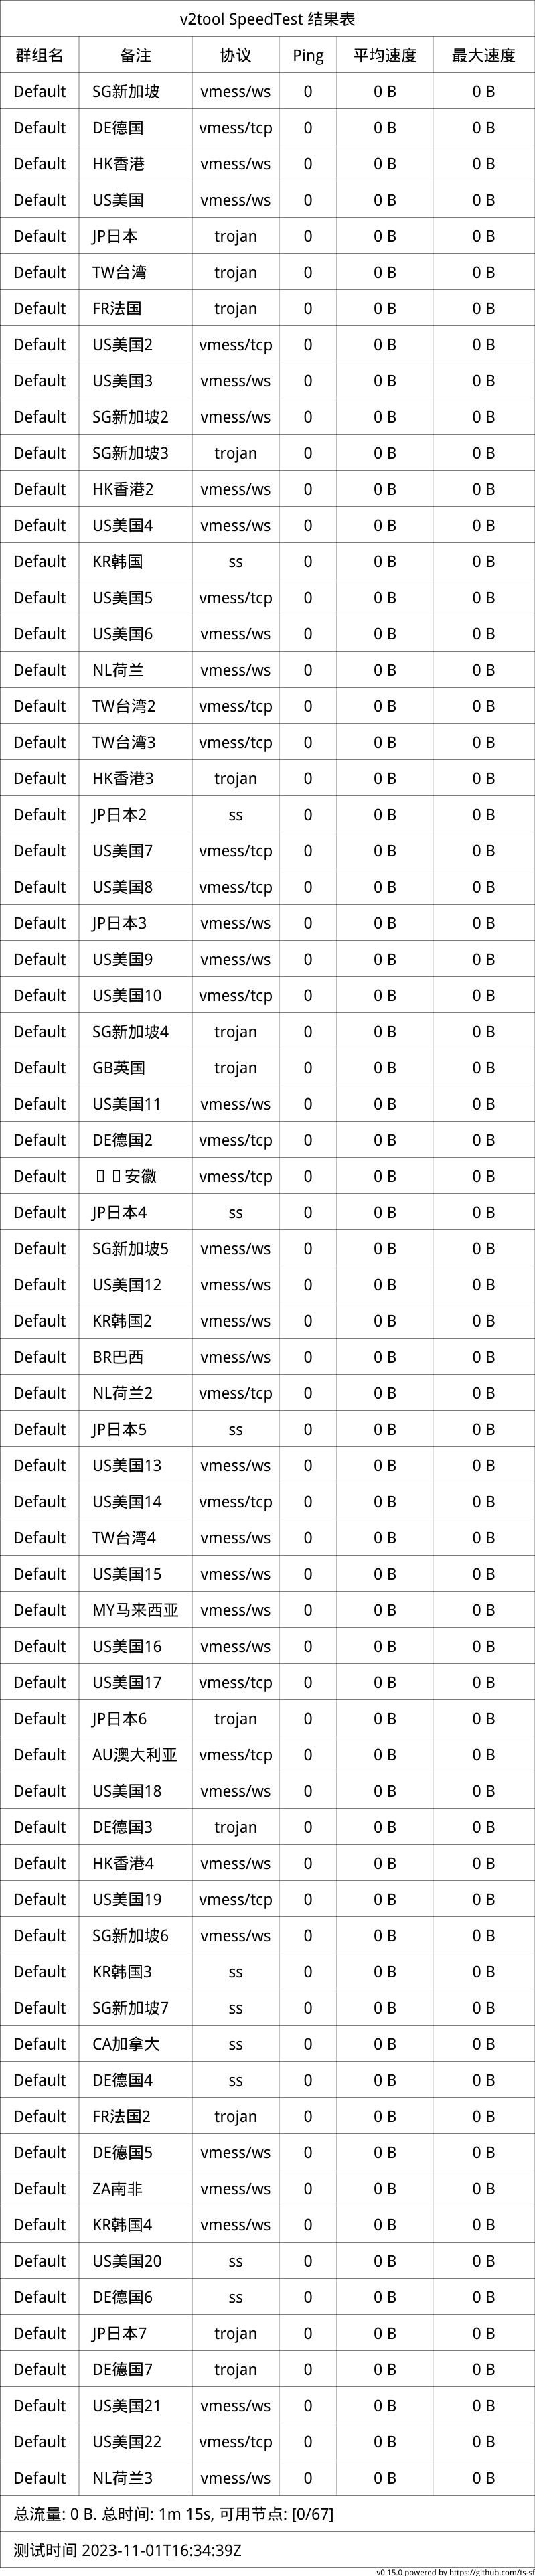 v2tool SpeedTest 结果表
群组名 备注 协议 Ping 平均速度 最大速度
Default SG新加坡 vmess/ws 0 0 B 0 B
Default DE德国 vmess/tcp 0 0 B 0 B
Default HK香港 vmess/ws 0 0 B 0 B
Default US美国 vmess/ws 0 0 B 0 B
Default JP日本 trojan 0 0 B 0 B
Default TW台湾 trojan 0 0 B 0 B
Default FR法国 trojan 0 0 B 0 B
Default US美国2 vmess/tcp 0 0 B 0 B
Default US美国3 vmess/ws 0 0 B 0 B
Default SG新加坡2 vmess/ws 0 0 B 0 B
Default SG新加坡3 trojan 0 0 B 0 B
Default HK香港2 vmess/ws 0 0 B 0 B
Default US美国4 vmess/ws 0 0 B 0 B
Default KR韩国 ss 0 0 B 0 B
Default US美国5 vmess/tcp 0 0 B 0 B
Default US美国6 vmess/ws 0 0 B 0 B
Default NL荷兰 vmess/ws 0 0 B 0 B
Default TW台湾2 vmess/tcp 0 0 B 0 B
Default TW台湾3 vmess/tcp 0 0 B 0 B
Default HK香港3 trojan 0 0 B 0 B
Default JP日本2 ss 0 0 B 0 B
Default US美国7 vmess/tcp 0 0 B 0 B
Default US美国8 vmess/tcp 0 0 B 0 B
Default JP日本3 vmess/ws 0 0 B 0 B
Default US美国9 vmess/ws 0 0 B 0 B
Default US美国10 vmess/tcp 0 0 B 0 B
Default SG新加坡4 trojan 0 0 B 0 B
Default GB英国 trojan 0 0 B 0 B
Default US美国11 vmess/ws 0 0 B 0 B
Default DE德国2 vmess/tcp 0 0 B 0 B
Default 安徽 vmess/tcp 0 0 B 0 B
Default JP日本4 ss 0 0 B 0 B
Default SG新加坡5 vmess/ws 0 0 B 0 B
Default US美国12 vmess/ws 0 0 B 0 B
Default KR韩国2 vmess/ws 0 0 B 0 B
Default BR巴西 vmess/ws 0 0 B 0 B
Default NL荷兰2 vmess/tcp 0 0 B 0 B
Default JP日本5 ss 0 0 B 0 B
Default US美国13 vmess/ws 0 0 B 0 B
Default US美国14 vmess/tcp 0 0 B 0 B
Default TW台湾4 vmess/ws 0 0 B 0 B
Default US美国15 vmess/ws 0 0 B 0 B
Default MY马来西亚 vmess/ws 0 0 B 0 B
Default US美国16 vmess/ws 0 0 B 0 B
Default US美国17 vmess/tcp 0 0 B 0 B
Default JP日本6 trojan 0 0 B 0 B
Default AU澳大利亚 vmess/tcp 0 0 B 0 B
Default US美国18 vmess/ws 0 0 B 0 B
Default DE德国3 trojan 0 0 B 0 B
Default HK香港4 vmess/ws 0 0 B 0 B
Default US美国19 vmess/tcp 0 0 B 0 B
Default SG新加坡6 vmess/ws 0 0 B 0 B
Default KR韩国3 ss 0 0 B 0 B
Default SG新加坡7 ss 0 0 B 0 B
Default CA加拿大 ss 0 0 B 0 B
Default DE德国4 ss 0 0 B 0 B
Default FR法国2 trojan 0 0 B 0 B
Default DE德国5 vmess/ws 0 0 B 0 B
Default ZA南非 vmess/ws 0 0 B 0 B
Default KR韩国4 vmess/ws 0 0 B 0 B
Default US美国20 ss 0 0 B 0 B
Default DE德国6 ss 0 0 B 0 B
Default JP日本7 trojan 0 0 B 0 B
Default DE德国7 trojan 0 0 B 0 B
Default US美国21 vmess/ws 0 0 B 0 B
Default US美国22 vmess/tcp 0 0 B 0 B
Default NL荷兰3 vmess/ws 0 0 B 0 B
总流量: 0 B. 总时间: 1m 15s, 可用节点: [0/67]
测试时间 2023-11-01T16:34:39Z
v0.15.0 powered by https://github.com/ts-sf